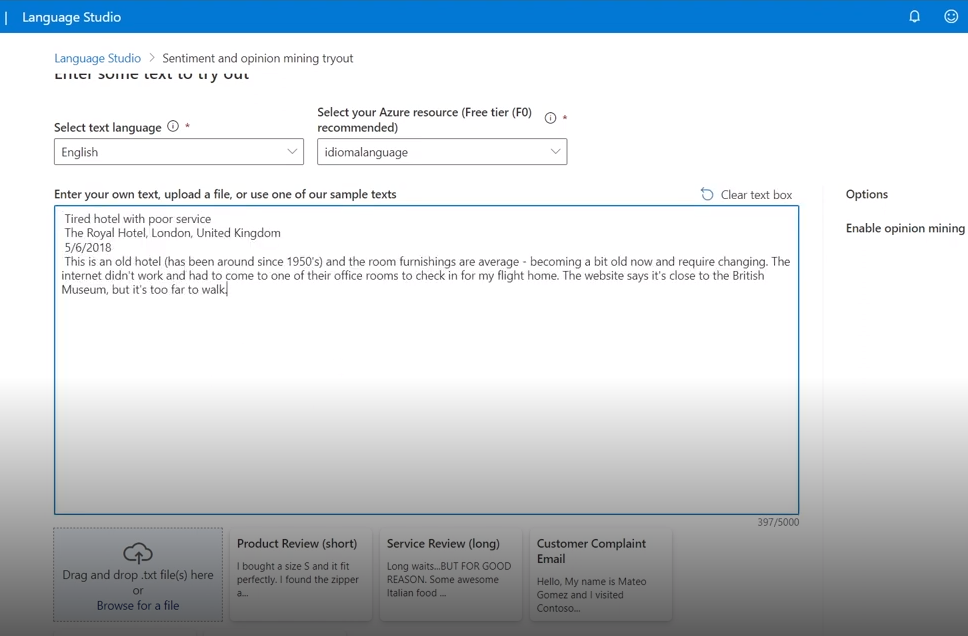 | Language Studio
Language Studio > Sentiment and opinion mining tryout
Enter some text to try out
Select text language *
Select your Azure resource (Free tier (F0)
recommended) *
English
idiomalanguage
Enter your own text, upload a file, or use one of our sample texts
Clear text box
Tired hotel with poor service
The Royal Hotel, London, United Kingdom
5/6/2018
This is an old hotel (has been around since 1950's) and the room furnishings are average - becoming a bit old now and require changing. The
internet didn't work and had to come to one of their office rooms to check in for my flight home. The website says it's close to the British
Museum, but it's too far to walk.
397/5000
Options
Enable opinion mining
Drag and drop .txt file(s) here
or
Browse for a file
Product Review (short)
I bought a size S and it fit
perfectly. I found the zipper
a...
Service Review (long)
Long waits...BUT FOR GOOD
REASON. Some awesome
Italian food ...
Customer Complaint
Email
Hello, My name is Mateo
Gomez and I visited
Contoso...